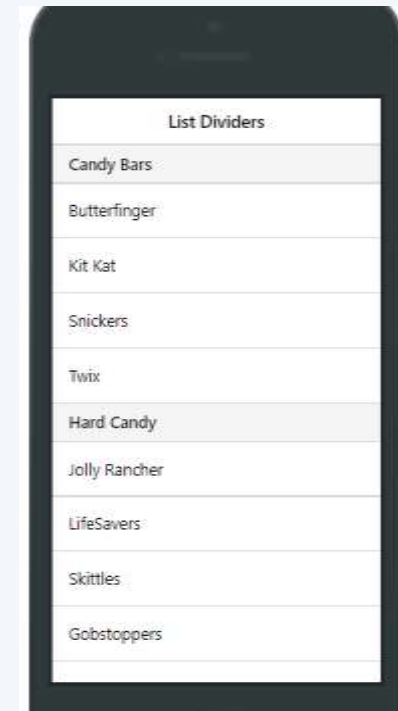 List Dividers
Candy Bars
Butterfinger
Kit Kat
Snickers
Twix
Hard Candy
Jolly Rancher
LifeSavers
Skittles
Gobstoppers